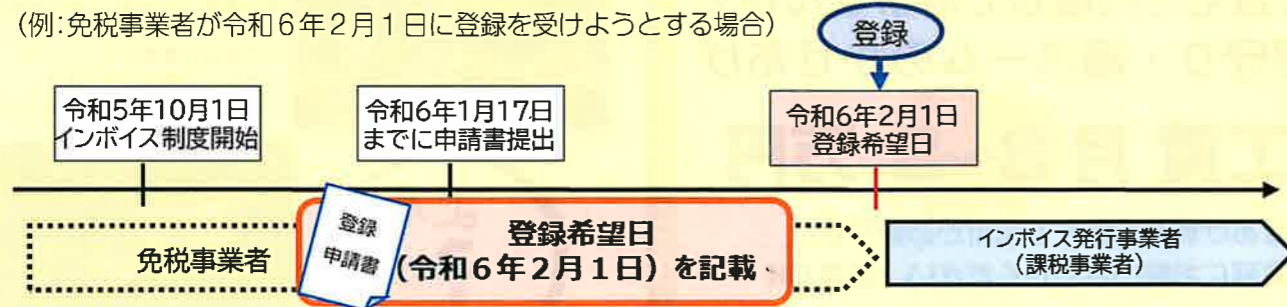 (例:免税事業者が令和6年2月1日に登録を受けようとする場合)
登録
令和5年10月1日
インボイス制度開始
令和6年1月17日
までに申請書提出
令和6年2月1日
登録希望日
免税事業者
登録
申請書
登録希望日
(令和6年2月1日)を記載
インボイス発行事業者
(課税事業者)